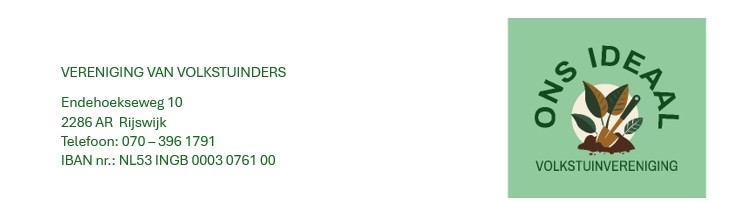 VERENIGING VAN VOLKSTUINDERS
Endehoekseweg 10
2286 AR  Rijswijk
Telefoon: 070 – 396 1791
IBAN nr.: NL53 INGB 0003 0761 00
ONS IDEAAL
VOLKSTUINVERENIGING